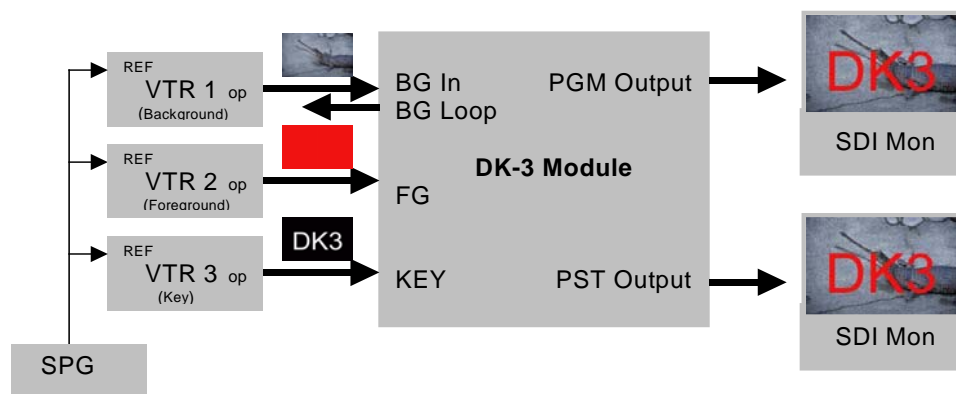 REF
VTR 1 op
(Background)
REF
VTR 2 op
(Foreground)
REF
VTR 3 op
(Key)
SPG
DK3
BG In
BG Loop
FG
KEY
DK-3 Module
PGM Output
PST Output
DK3
SDI Mon
DK3
SDI Mon